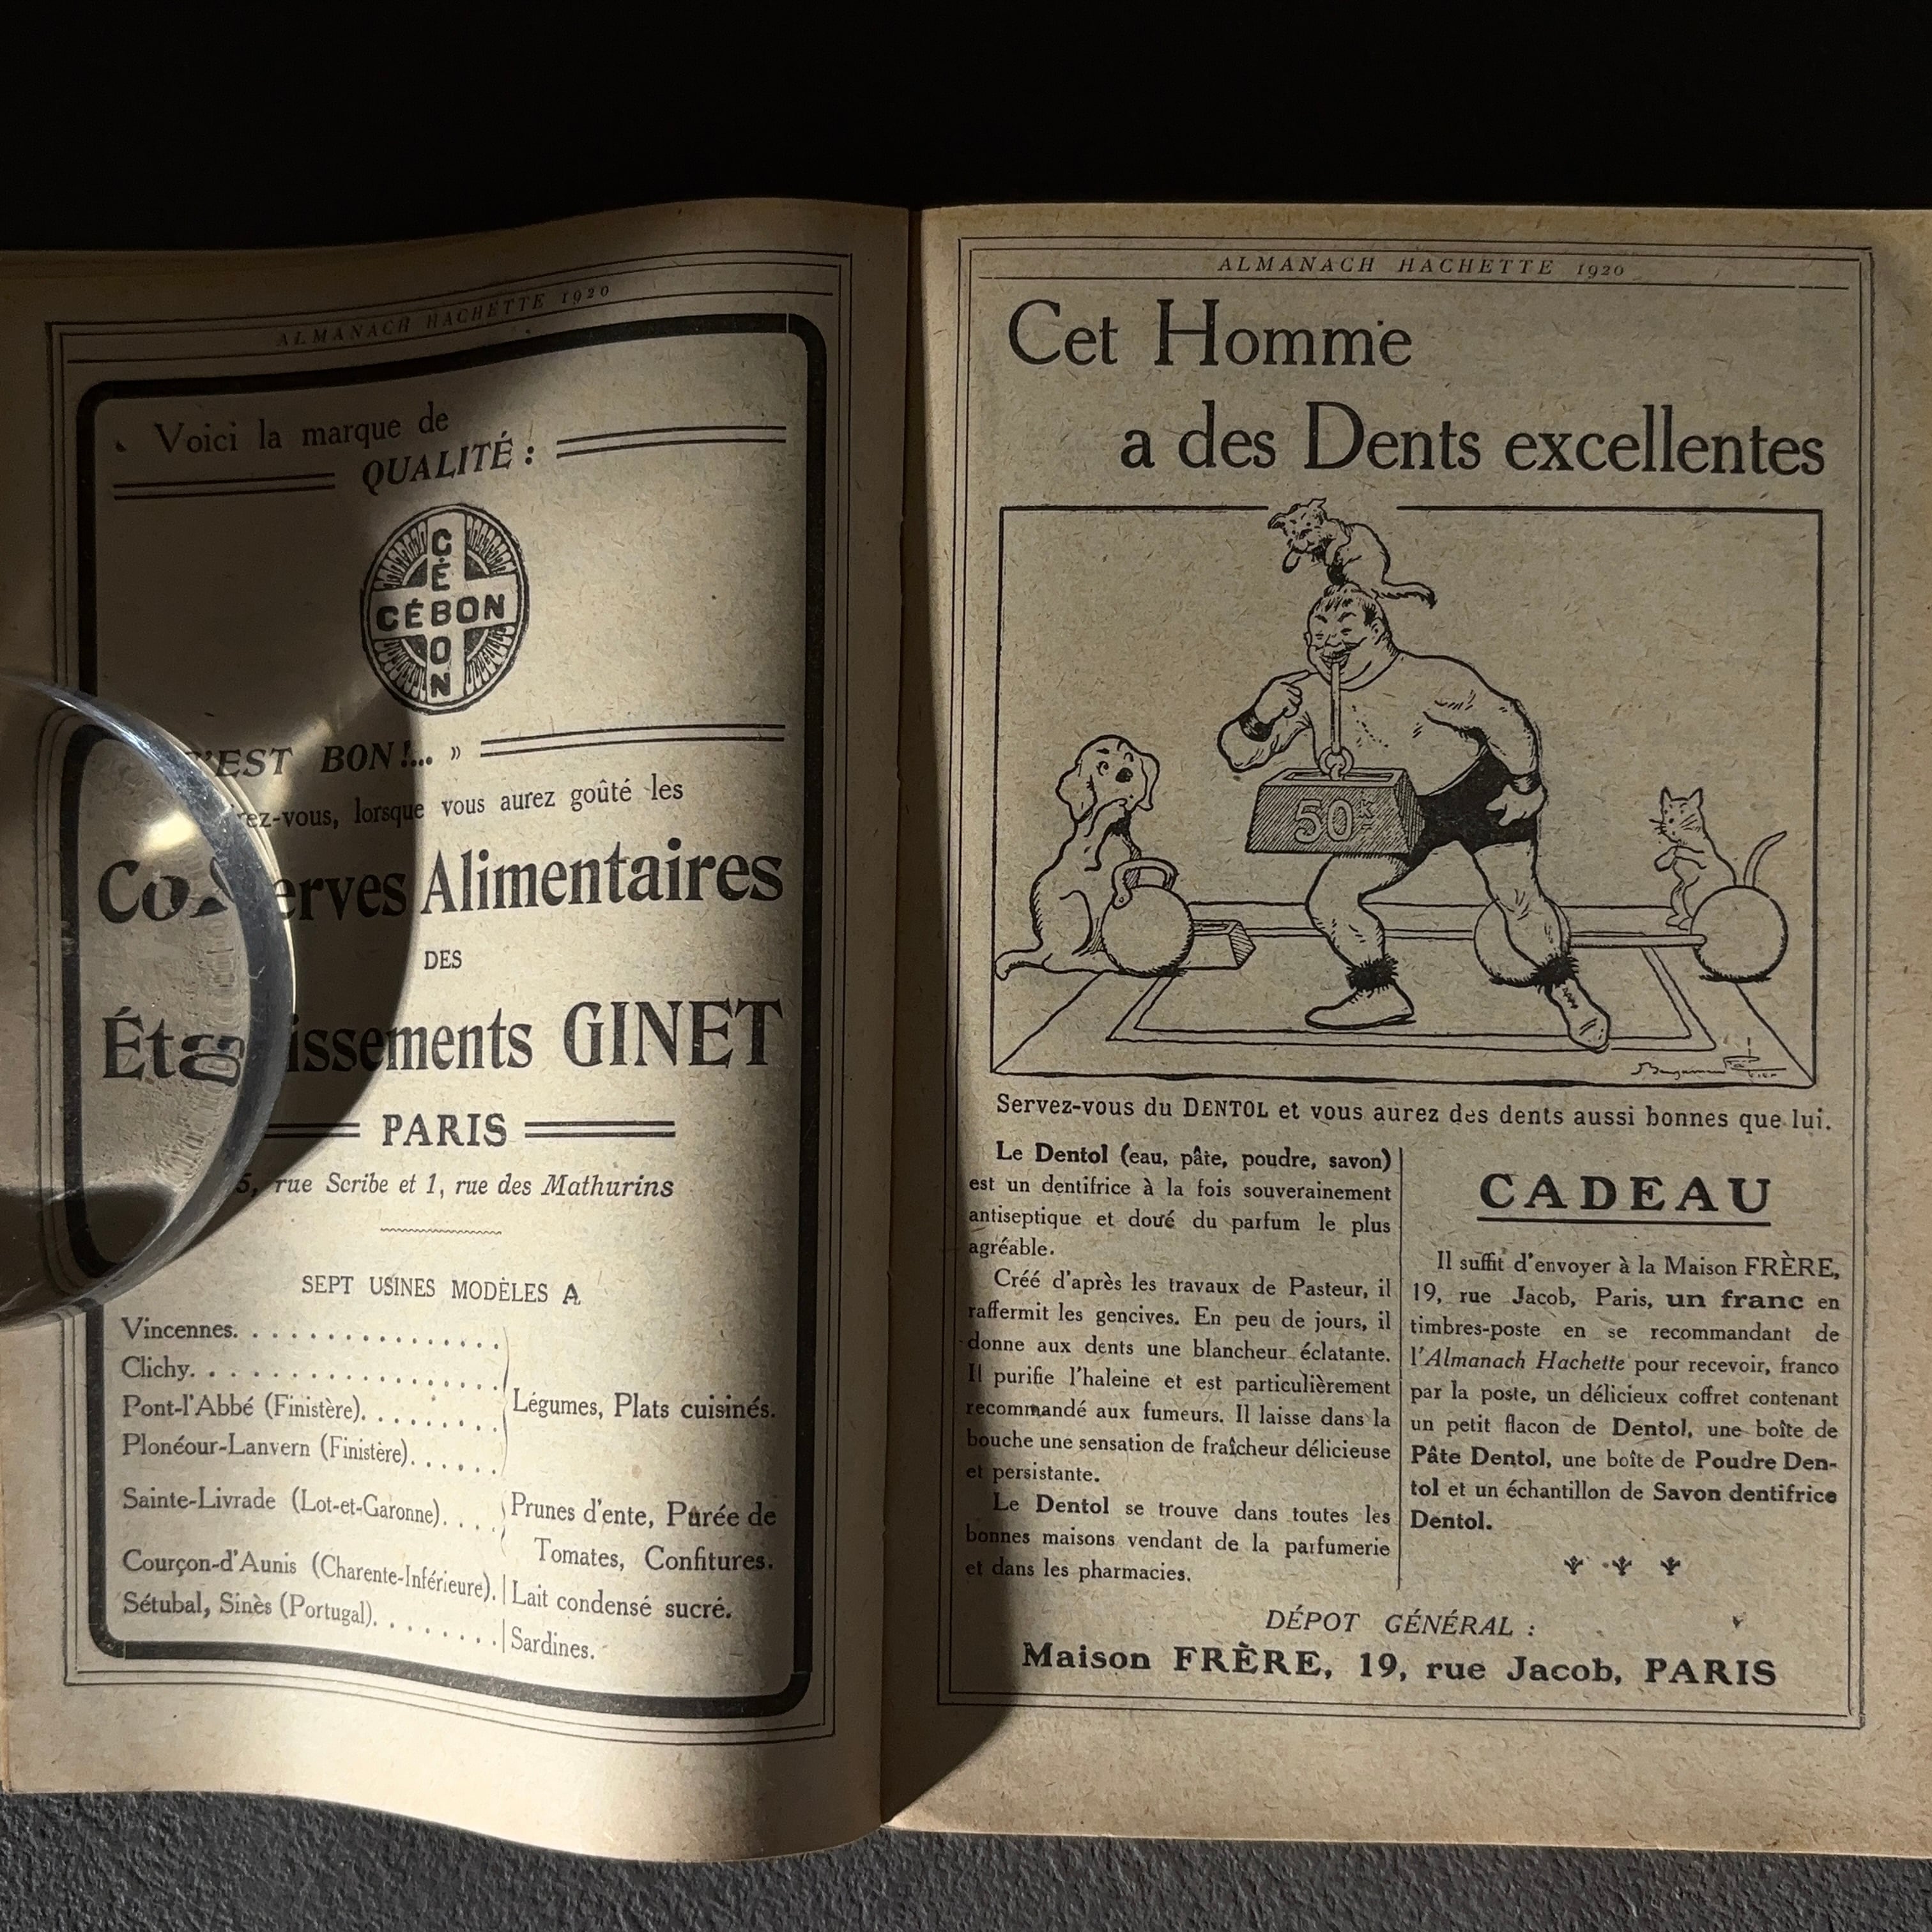 ALMANACH HACHETTE 1920
Voici la marque de
QUALITÉ :
CÉBON
CÉBON
BON !... »
vous, lorsque vous aurez goûté les
Alimentaires
DES
GINET
PARIS
rue Scribe et 1, rue des Mathurins
SEPT USINES MODÈLES A
Vincennes. . . . . . . . . . . . . . . .
Clichy. . . . . . . . . . . . . . . . . .
Pont-l'Abbé (Finistère). . . . . . . .
Légumes, Plats cuisinés.
Plonéour-Lanvern (Finistère). . . . . .
Sainte-Livrade (Lot-et-Garonne). . . .
Prunes d'ente, Purée de
Tomates, Confitures.
Courçon-d'Aunis (Charente-Inférieure).
Lait condensé sucré.
Sétubal, Sinès (Portugal). . . . . . . .
Sardines.
ALMANACH HACHETTE 1920
Cet Homme
a des Dents excellentes
50K
Benjamin Rabier
Servez-vous du DENTOL et vous aurez des dents aussi bonnes que lui.
Le Dentol (eau, pâte, poudre, savon)
est un dentifrice à la fois souverainement
antiseptique et doué du parfum le plus
agréable.
Créé d'après les travaux de Pasteur, il
raffermit les gencives. En peu de jours, il
donne aux dents une blancheur éclatante.
Il purifie l'haleine et est particulièrement
recommandé aux fumeurs. Il laisse dans la
bouche une sensation de fraîcheur délicieuse
et persistante.
Le Dentol se trouve dans toutes les
bonnes maisons vendant de la parfumerie
et dans les pharmacies.
CADEAU
Il suffit d'envoyer à la Maison FRÈRE,
19, rue Jacob, Paris, un franc en
timbres-poste en se recommandant de
l'Almanach Hachette pour recevoir, franco
par la poste, un délicieux coffret contenant
un petit flacon de Dentol, une boîte de
Pâte Dentol, une boîte de Poudre Den-
tol et un échantillon de Savon dentifrice
Dentol.
DÉPOT GÉNÉRAL :
Maison FRÈRE, 19, rue Jacob, PARIS